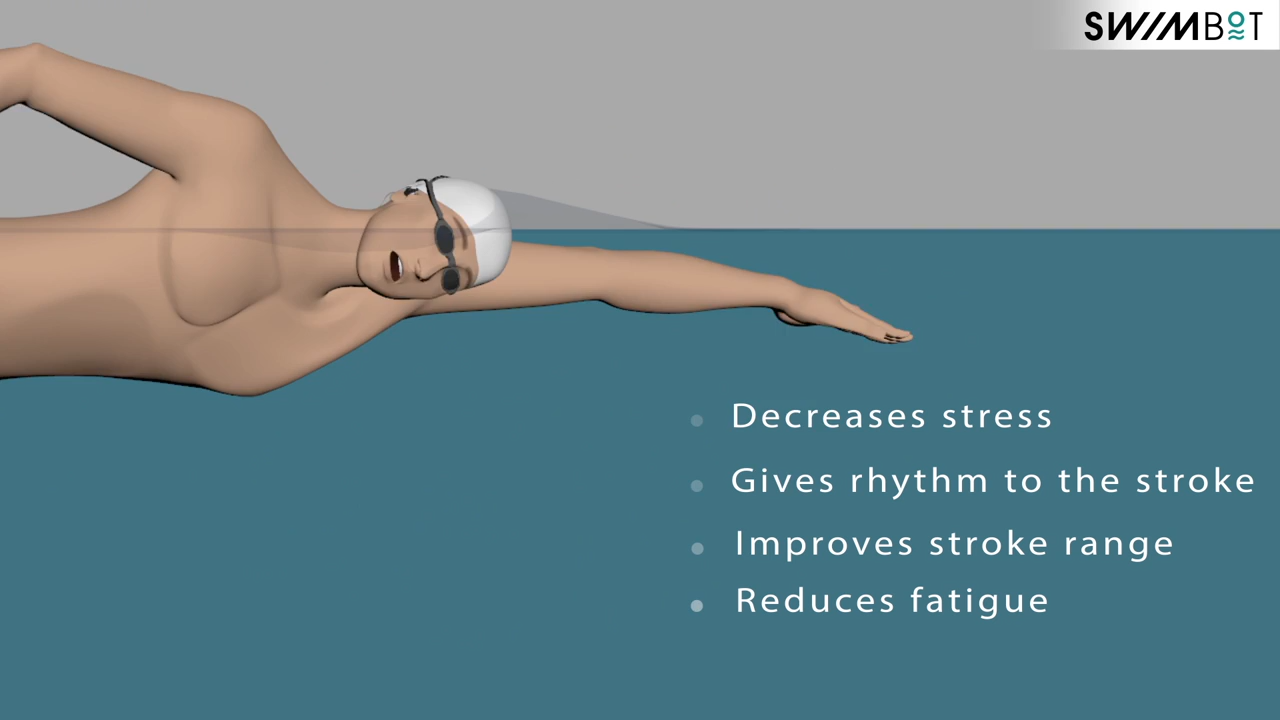 SWIMBOT
Decreases stress
Gives rhythm to the stroke
Improves stroke range
Reduces fatigue